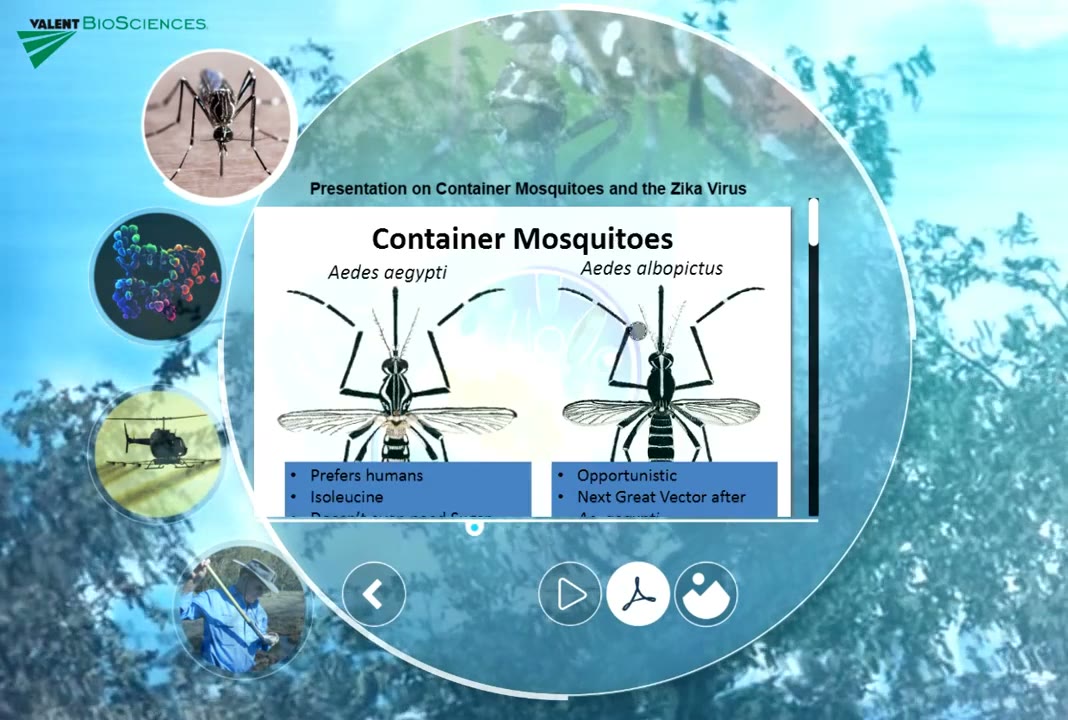 VALENT BIOSCIENCES
Presentation on Container Mosquitoes and the Zika Virus
Container Mosquitoes
Aedes aegypti
Aedes albopictus
• Prefers humans
• Isoleucine
• Opportunistic
• Next Great Vector after